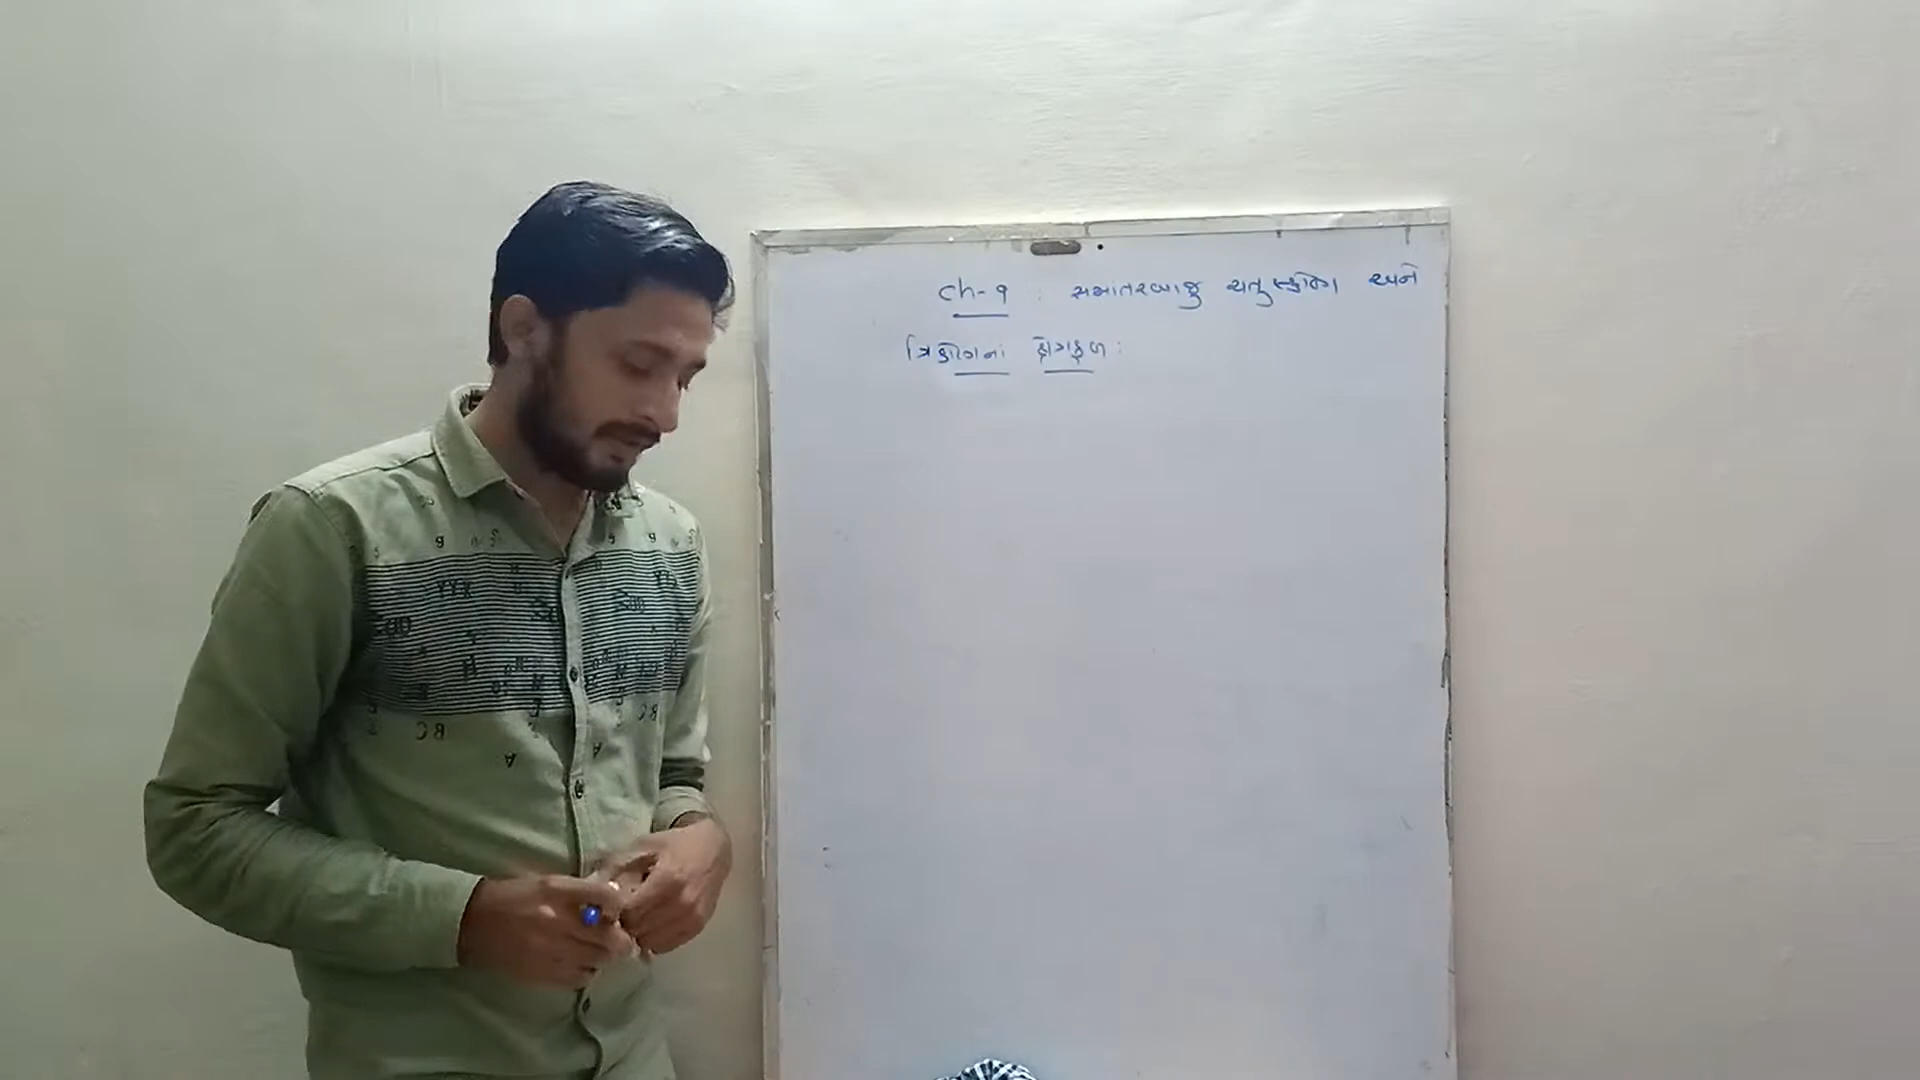 Ch-9 : સમાંતરબાજુ ચતુષ્કોણ અને
ત્રિકોણનાં ક્ષેત્રફળ :